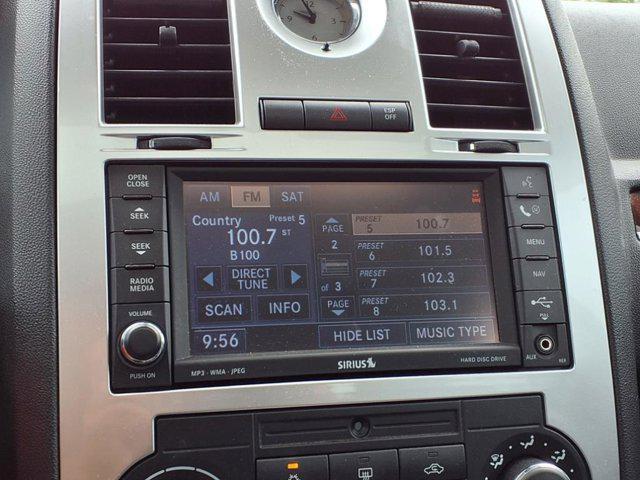 ESP OFF
OPEN CLOSE
SEEK
SEEK
RADIO MEDIA
VOLUME
PUSH ON
AM FM SAT
Country Preset 5
100.7 ST
B100
DIRECT TUNE
SCAN INFO
9:56
PAGE
2
of 3
PAGE
PRESET 5 100.7
PRESET 6 101.5
PRESET 7 102.3
PRESET 8 103.1
HIDE LIST MUSIC TYPE
MENU
NAV
AUX
MP3 · WMA · JPEG
SIRIUS
HARD DISC DRIVE